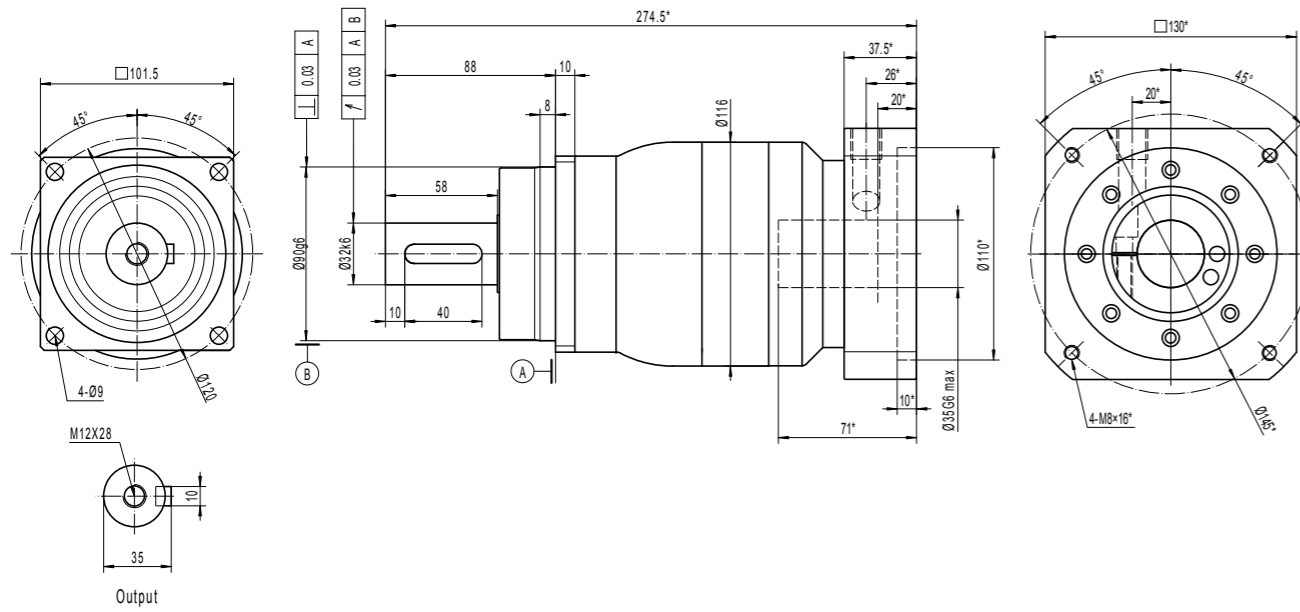 □101.5
45°
45°
4-Ø9
Ø120
M12X28
10
35
Output
⊥ 0.03 A
↗ 0.03 A B
274.5*
88
10
37.5*
26*
20*
8
Ø116
58
Ø90g6
Ø32k6
10
40
B
A
Ø110*
Ø35G6 max
10*
71*
□130*
45°
45°
20*
4-M8×16*
Ø145*